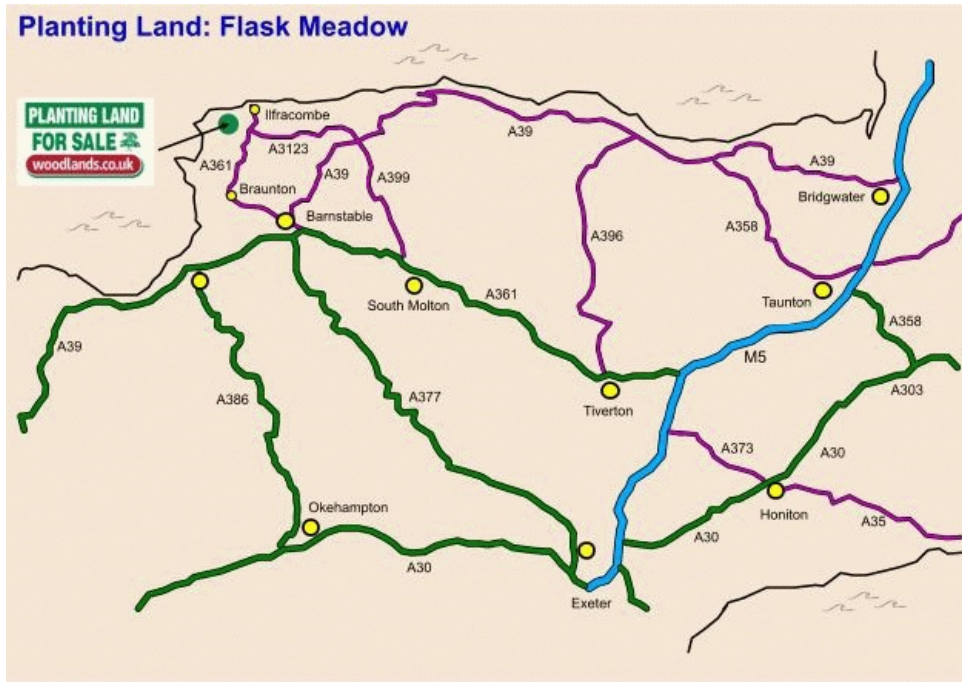 Planting Land: Flask Meadow
PLANTING LAND
FOR SALE
woodlands.co.uk
Ilfracombe
A3123
A361
A39
A399
Braunton
Barnstable
A39
A39
Bridgwater
A396
A358
South Molton
A361
Taunton
A358
A39
M5
A386
A377
Tiverton
A303
A373
A30
Okehampton
Honiton
A35
A30
A30
Exeter